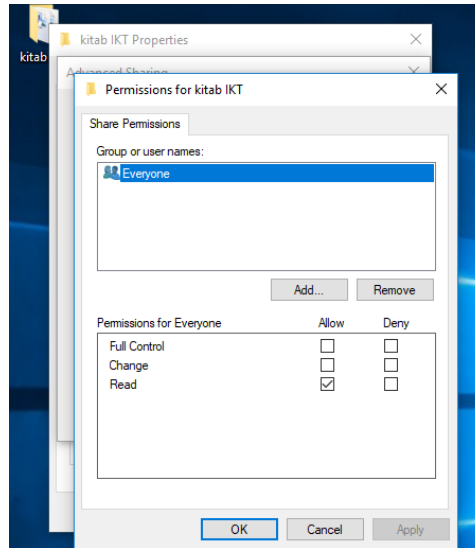 kitab IKT Properties
kitab
Advanced Sharing
Permissions for kitab IKT
Share Permissions
Group or user names:
Everyone
Add...
Remove
Permissions for Everyone
Allow
Deny
Full Control
Change
Read
OK
Cancel
Apply